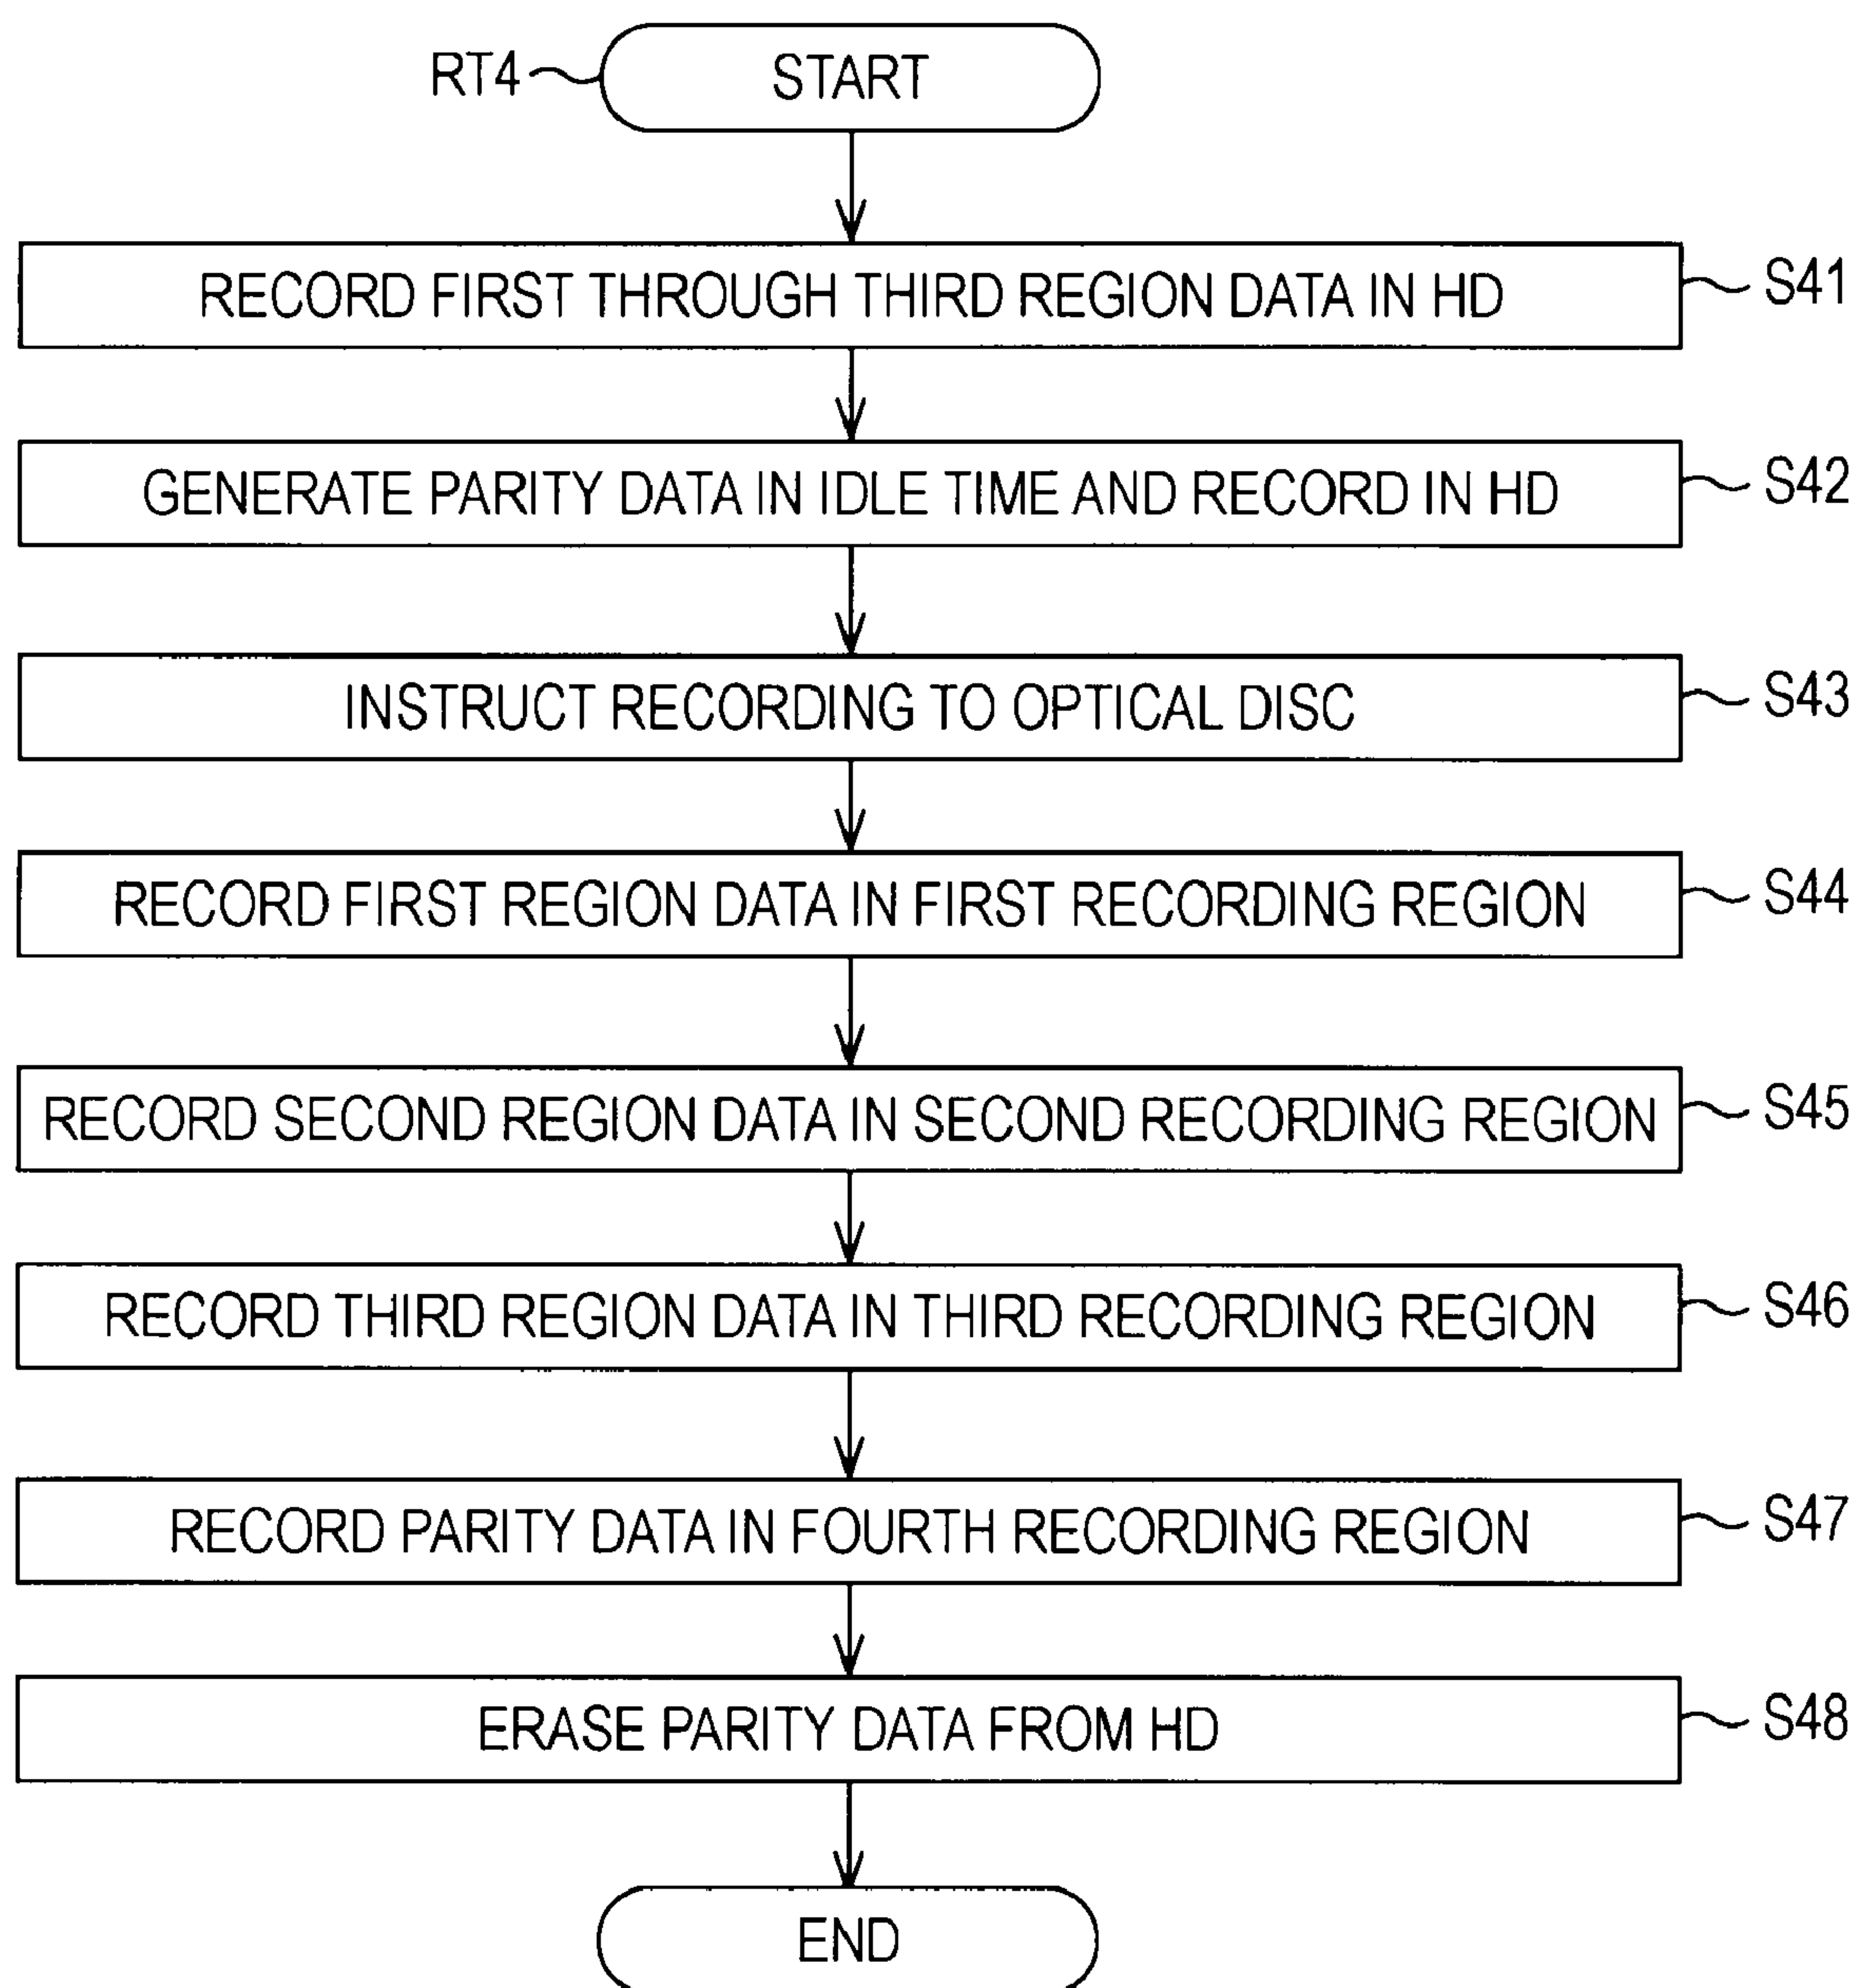 RT4
START
RECORD FIRST THROUGH THIRD REGION DATA IN HD
S41
GENERATE PARITY DATA IN IDLE TIME AND RECORD IN HD
S42
INSTRUCT RECORDING TO OPTICAL DISC
S43
RECORD FIRST REGION DATA IN FIRST RECORDING REGION
S44
RECORD SECOND REGION DATA IN SECOND RECORDING REGION
S45
RECORD THIRD REGION DATA IN THIRD RECORDING REGION
S46
RECORD PARITY DATA IN FOURTH RECORDING REGION
S47
ERASE PARITY DATA FROM HD
S48
END